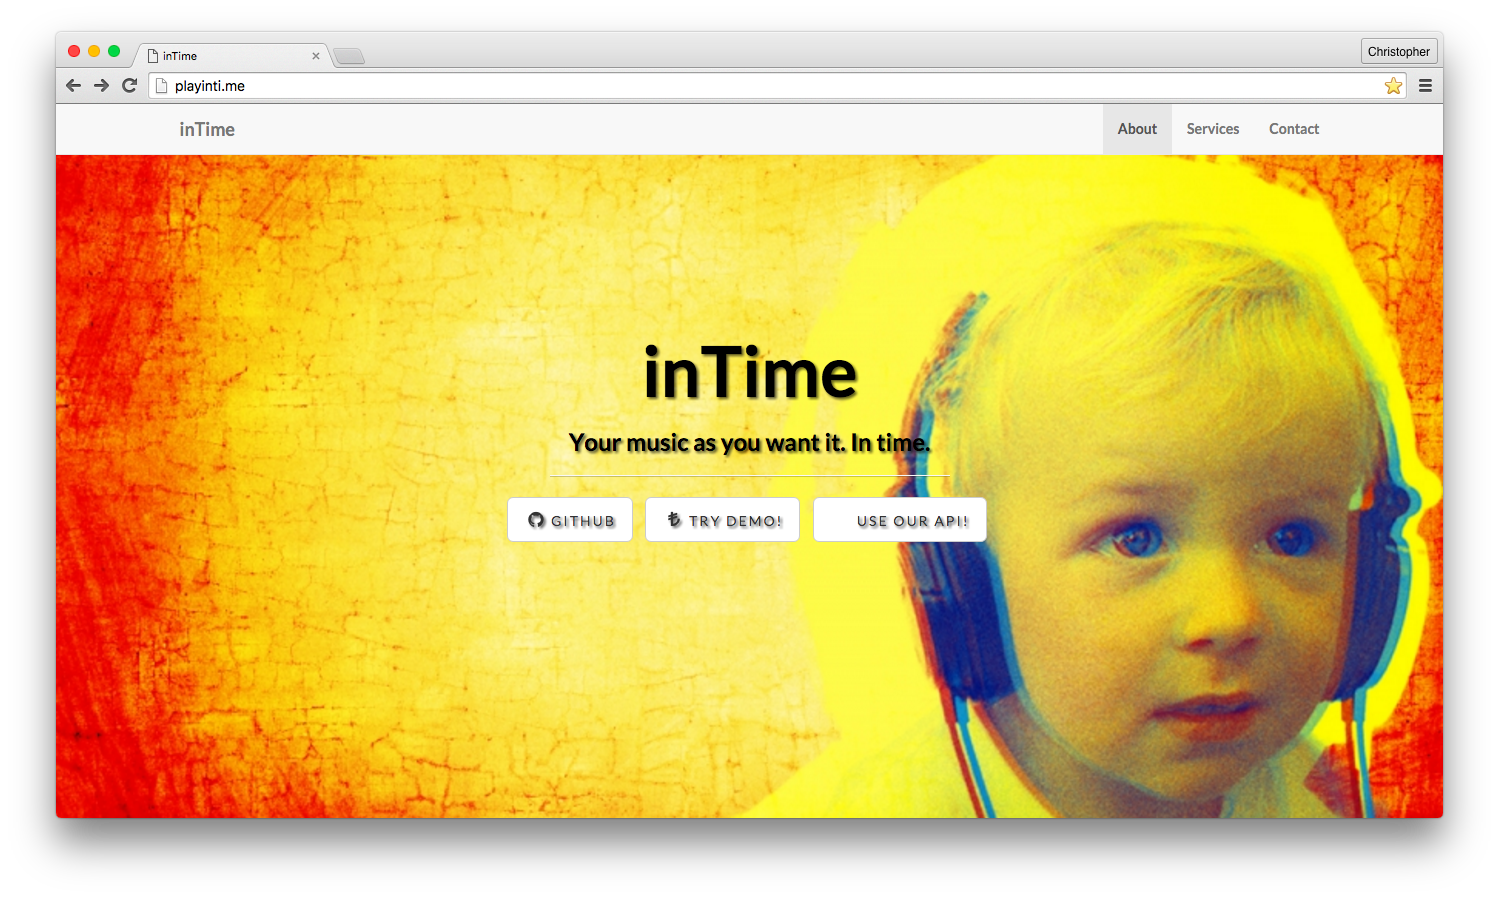 inTime
Christopher
playinti.me
inTime
About Services Contact
inTime
Your music as you want it. In time.
GITHUB
TRY DEMO!
USE OUR API!